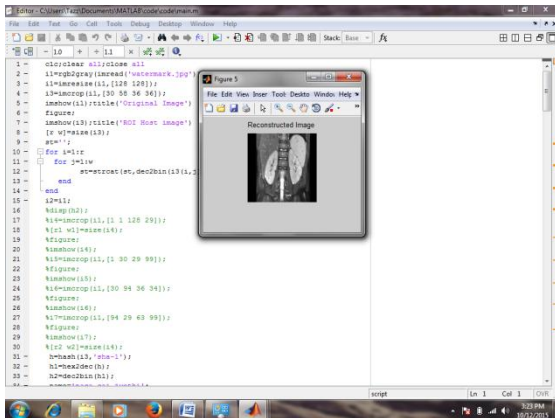 Editor - C:\Users\Tazz\Documents\MATLAB\code\code\main.m
File Edit Text Go Cell Tools Debug Desktop Window Help
Stack: Base fx
- 1.0 + ÷ 1.1 ×
1 - clc;clear all;close all
2 - i1=rgb2gray(imread('watermark.jpg')
3 - i1=imresize(i1,[128 128]);
4 - i3=imcrop(i1,[30 58 36 36]);
5 - imshow(i1);title('Original Image')
6 - figure;
7 - imshow(i3);title('ROI Host image')
8 - [r w]=size(i3);
9 - st='';
10 - for i=1:r
11 - for j=1:w
12 - st=strcat(st,dec2bin(i3(i,j
13 - end
14 - end
15 - i2=i1;
16 %disp(h2);
17 %i4=imcrop(i1,[1 1 128 29]);
18 %[r1 w1]=size(i4);
19 %figure;
20 %imshow(i4);
21 %i5=imcrop(i1,[1 30 28 99]);
22 %figure;
23 %imshow(i5);
24 %i6=imcrop(i1,[30 94 36 34]);
25 %figure;
26 %imshow(i6);
27 %i7=imcrop(i1,[94 29 63 99]);
28 %figure;
29 %imshow(i7);
30 %[r2 w2]=size(i4);
31 - h=hash(i3,'sha-1');
32 - h1=hex2dec(h);
33 - h2=dec2bin(h1);
Figure 5
File Edit View Inser Tool: Deskto Windov Help
Reconstructed Image
script Ln 1 Col 1 OVR
3:23 PM
10/12/2015